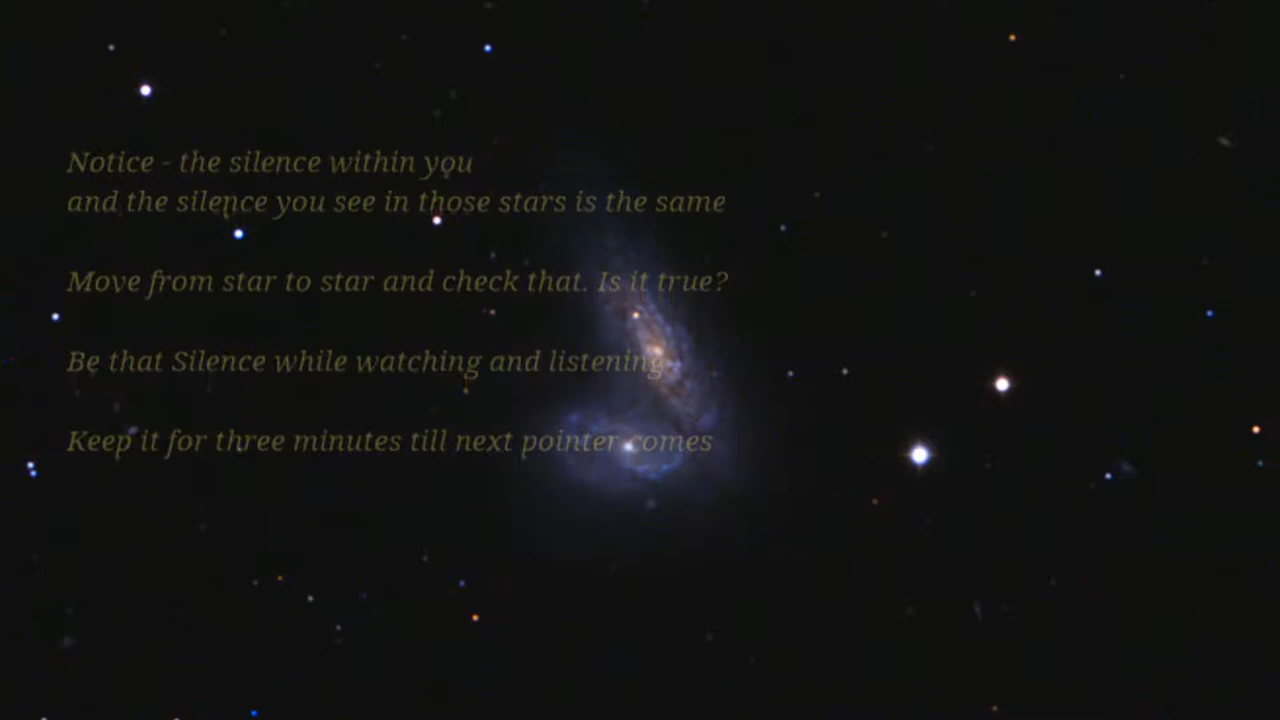 Notice - the silence within you
and the silence you see in those stars is the same
Move from star to star and check that. Is it true?
Be that Silence while watching and listening
Keep it for three minutes till next pointer comes